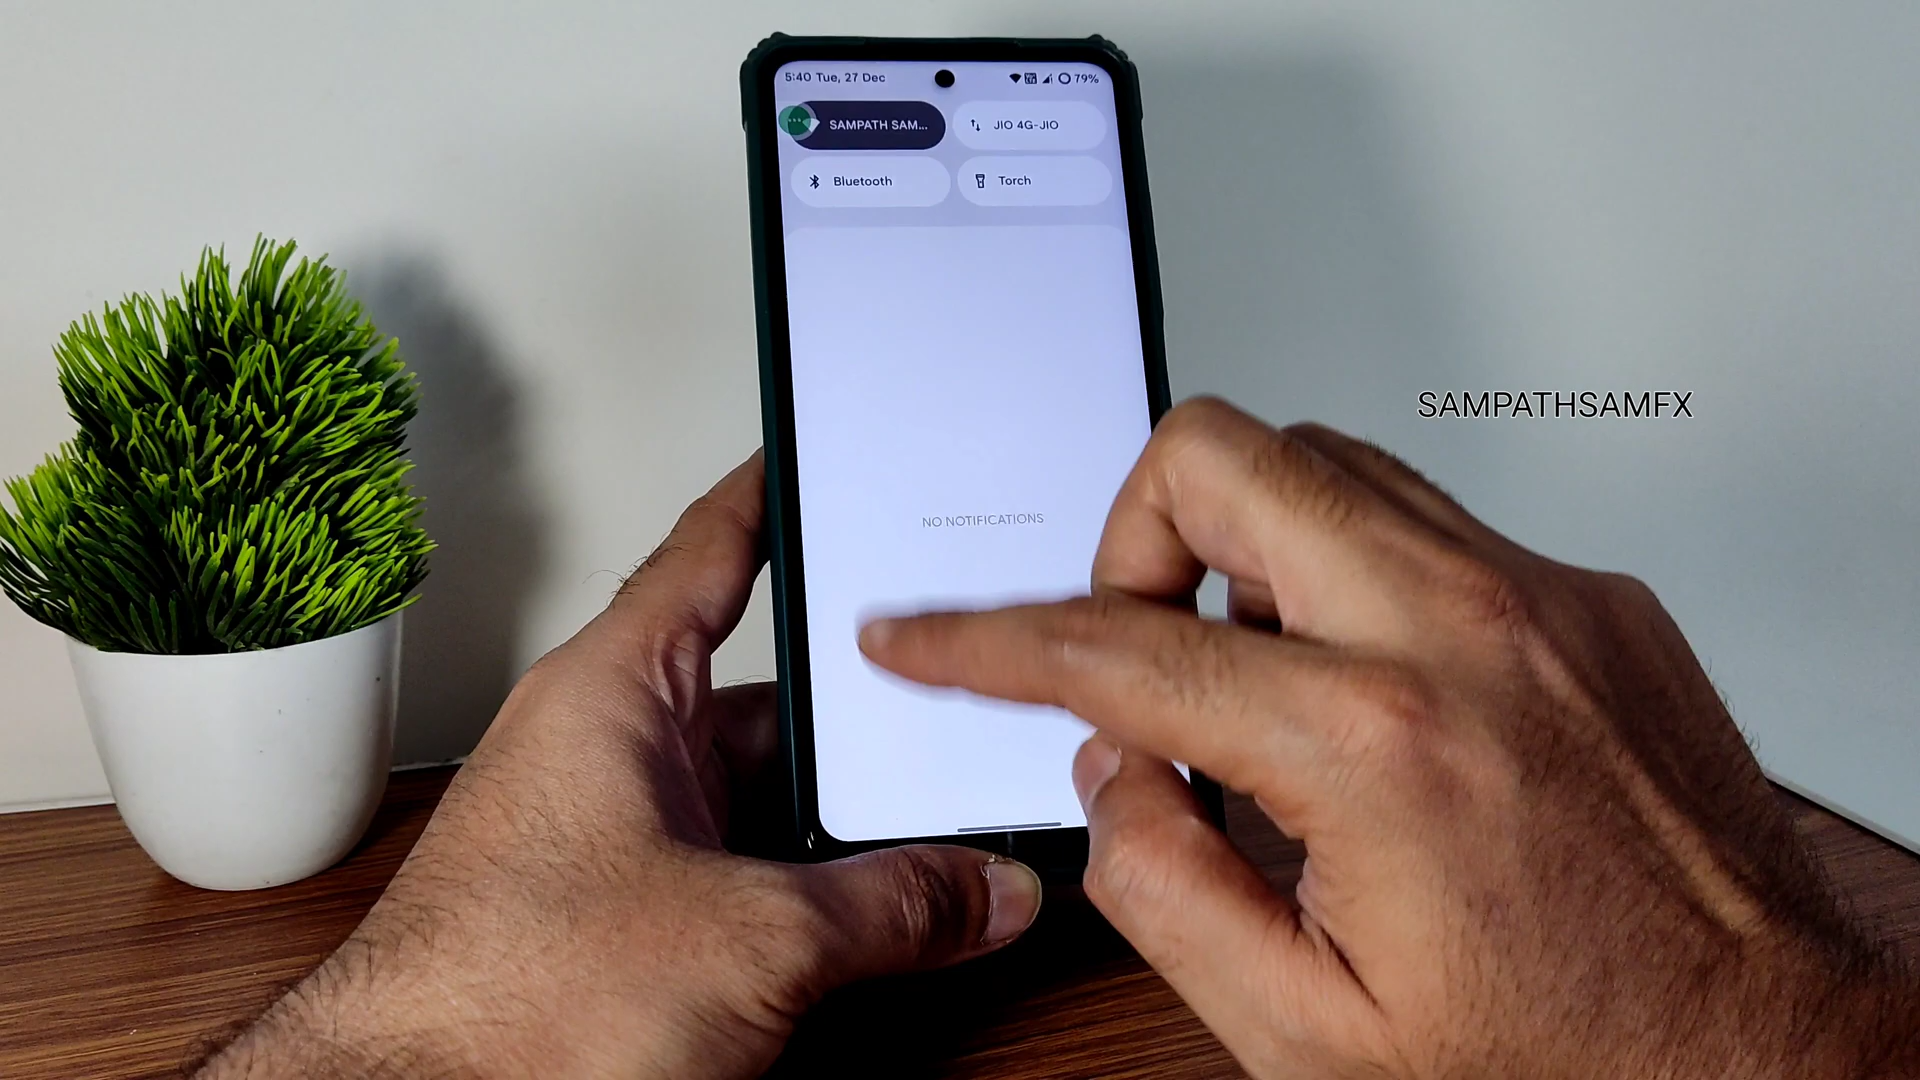 5:40 Tue, 27 Dec
79%
SAMPATH SAM...
JIO 4G-JIO
Bluetooth
Torch
NO NOTIFICATIONS
SAMPATHSAMFX